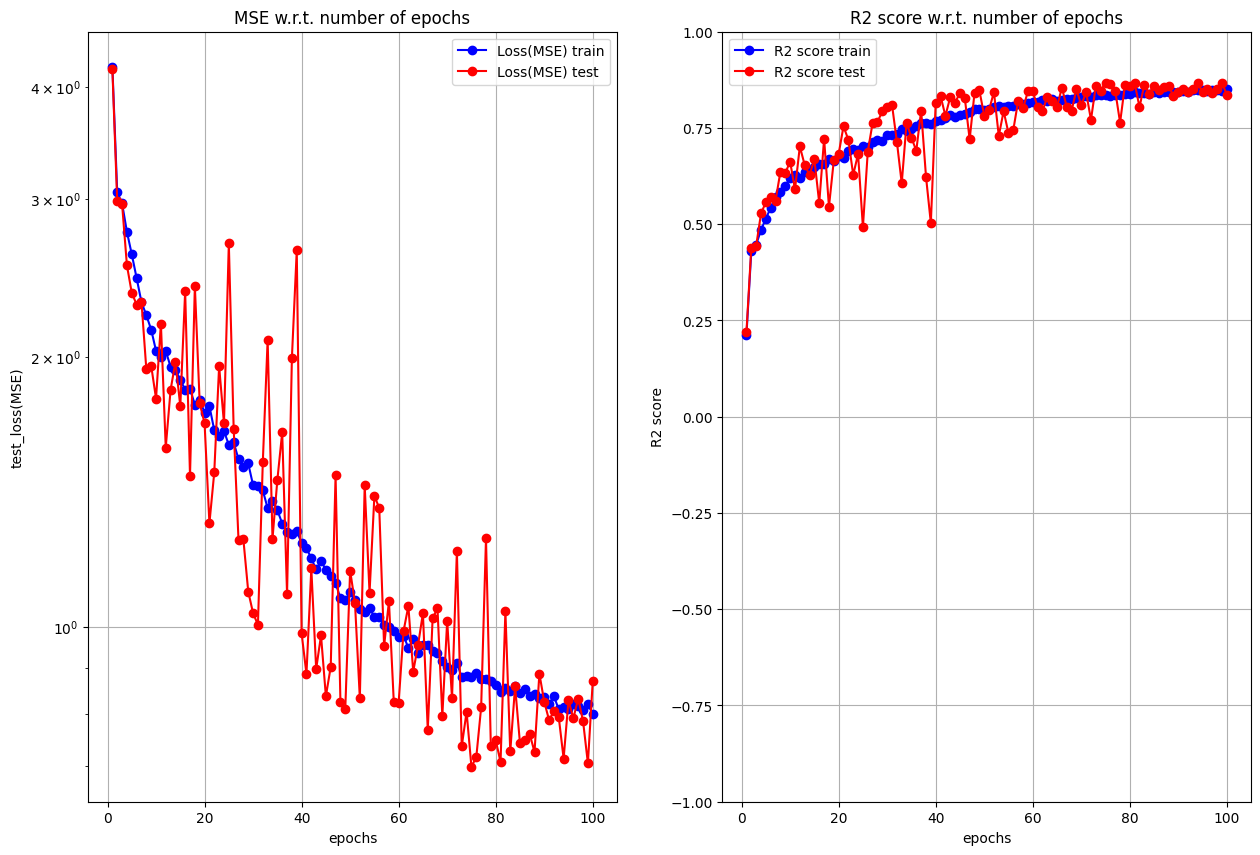 MSE w.r.t. number of epochs
Loss(MSE) train
Loss(MSE) test
4 × 10⁰
3 × 10⁰
2 × 10⁰
10⁰
test_loss(MSE)
0 20 40 60 80 100
epochs
R2 score w.r.t. number of epochs
R2 score train
R2 score test
1.00
0.75
0.50
0.25
0.00
−0.25
−0.50
−0.75
−1.00
R2 score
0 20 40 60 80 100
epochs